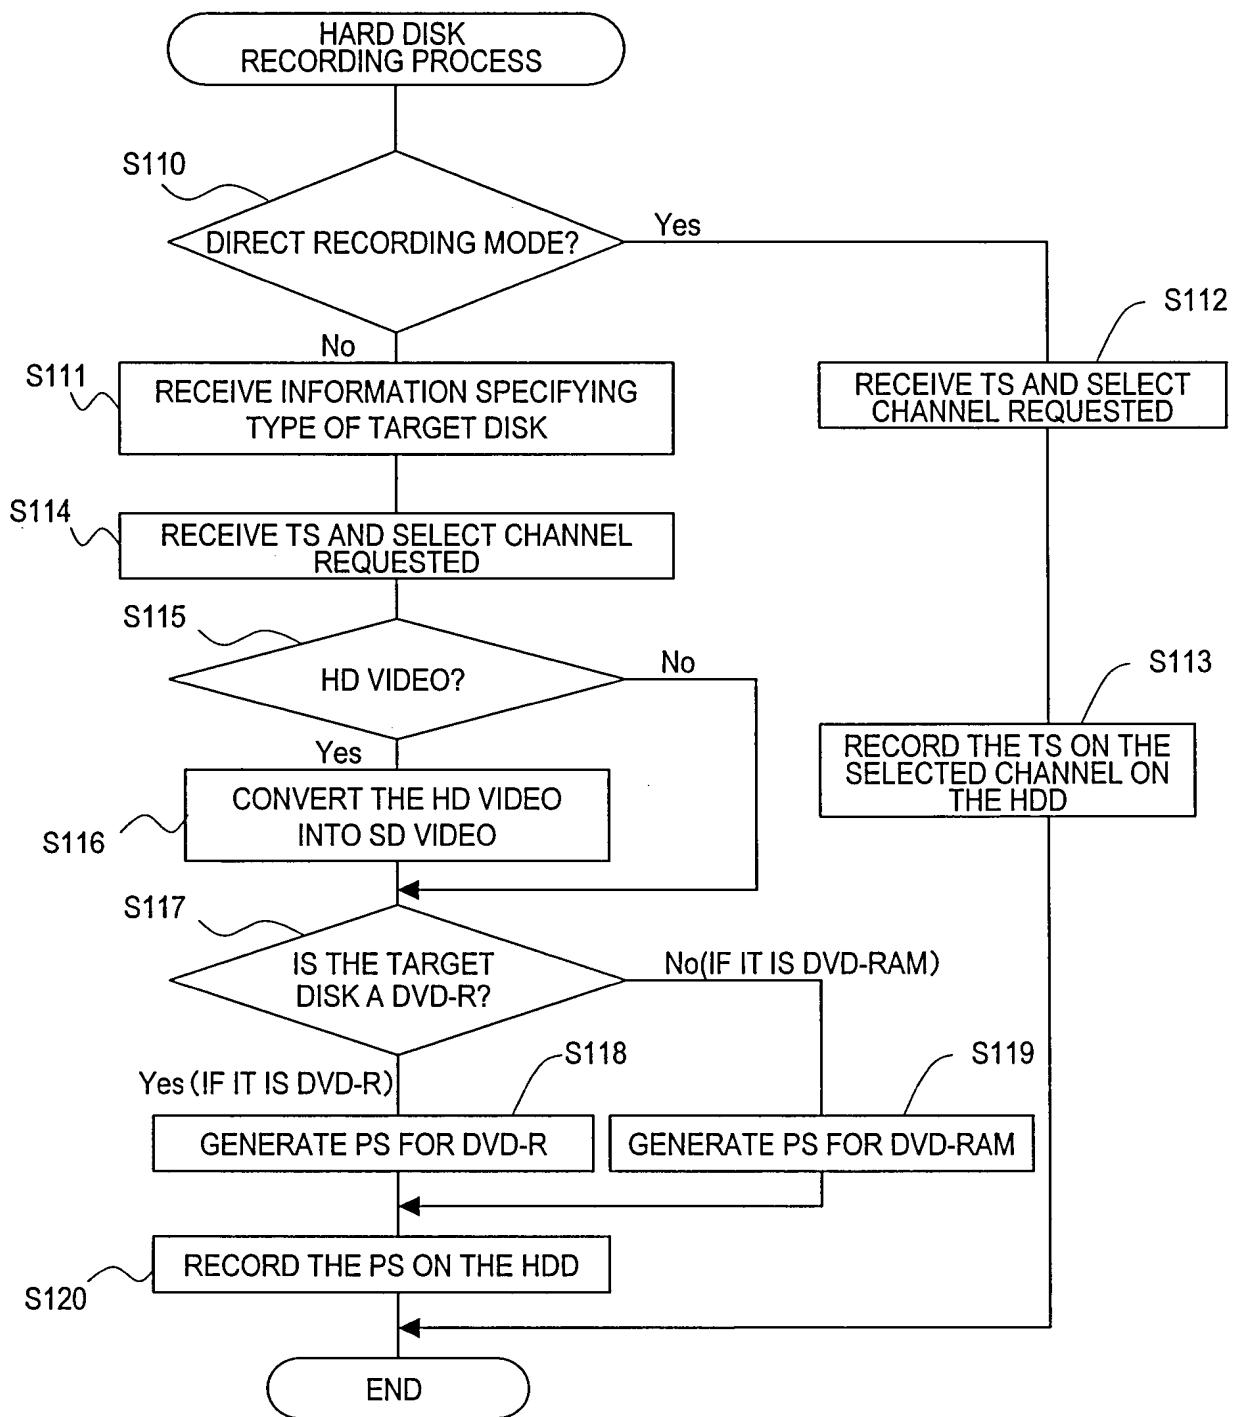 HARD DISK
RECORDING PROCESS
S110
DIRECT RECORDING MODE?
Yes
No
S112
RECEIVE TS AND SELECT
CHANNEL REQUESTED
S111
RECEIVE INFORMATION SPECIFYING
TYPE OF TARGET DISK
S114
RECEIVE TS AND SELECT CHANNEL
REQUESTED
S115
HD VIDEO?
No
Yes
S113
RECORD THE TS ON THE
SELECTED CHANNEL ON
THE HDD
CONVERT THE HD VIDEO
INTO SD VIDEO
S116
S117
IS THE TARGET
DISK A DVD-R?
No(IF IT IS DVD-RAM)
Yes(IF IT IS DVD-R)
S118
S119
GENERATE PS FOR DVD-R
GENERATE PS FOR DVD-RAM
RECORD THE PS ON THE HDD
S120
END